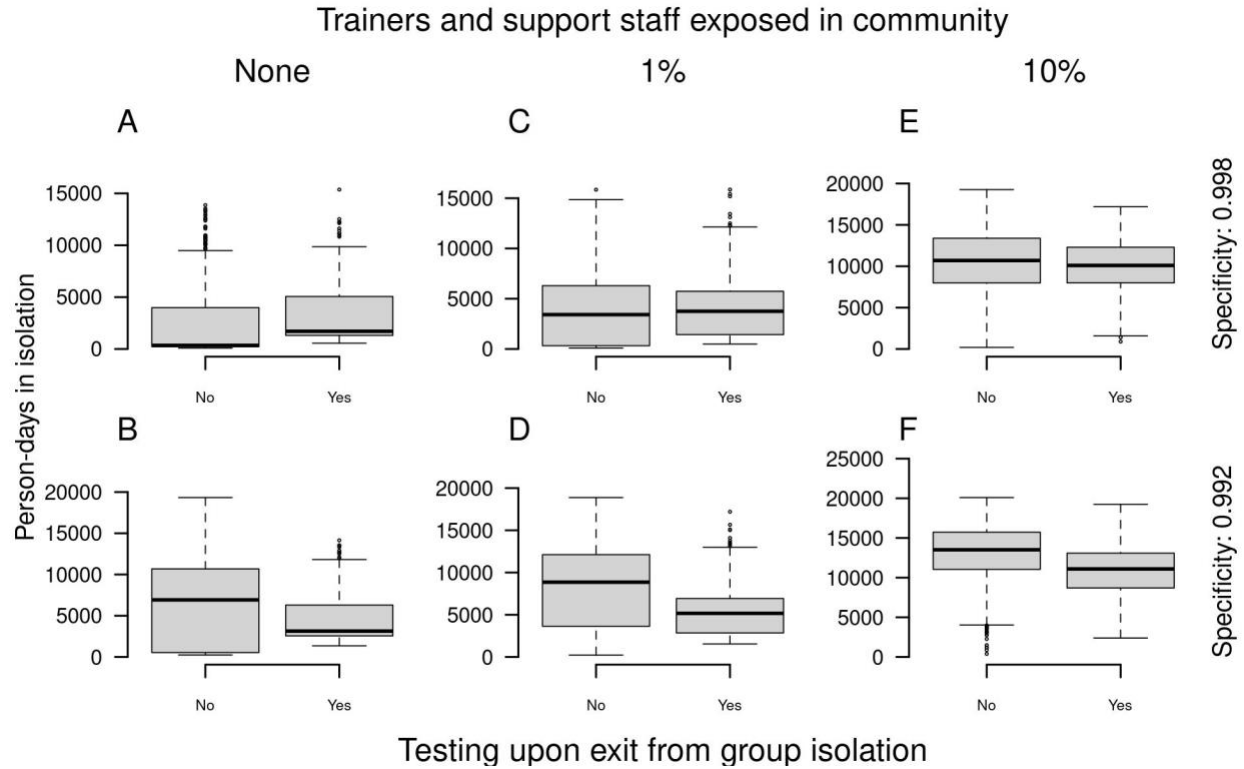 Trainers and support staff exposed in community
None 1% 10%
A C E
15000 15000 20000
10000 10000 15000
5000 5000 10000
0 0 5000
0
No Yes No Yes No Yes
Specificity: 0.998
Person-days in isolation
B D F
20000 20000 25000
15000 15000 20000
10000 10000 15000
5000 5000 10000
0 0 5000
0
No Yes No Yes No Yes
Specificity: 0.992
Testing upon exit from group isolation